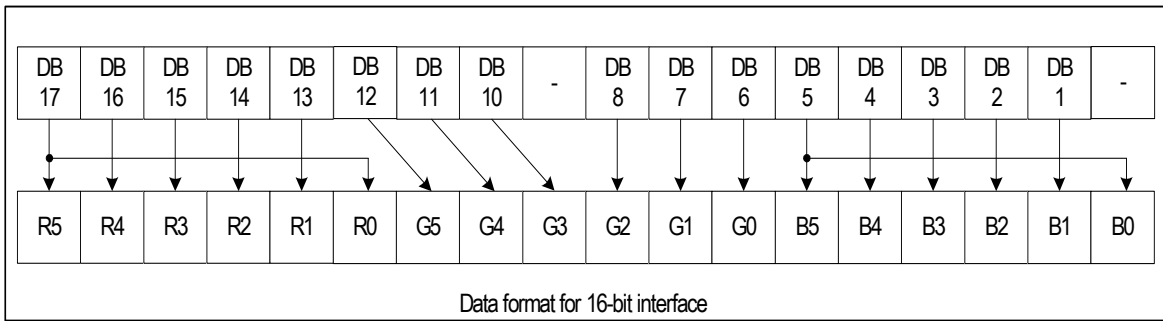 DB 17 DB 16 DB 15 DB 14 DB 13 DB 12 DB 11 DB 10 - DB 8 DB 7 DB 6 DB 5 DB 4 DB 3 DB 2 DB 1 -
R5 R4 R3 R2 R1 R0 G5 G4 G3 G2 G1 G0 B5 B4 B3 B2 B1 B0
Data format for 16-bit interface